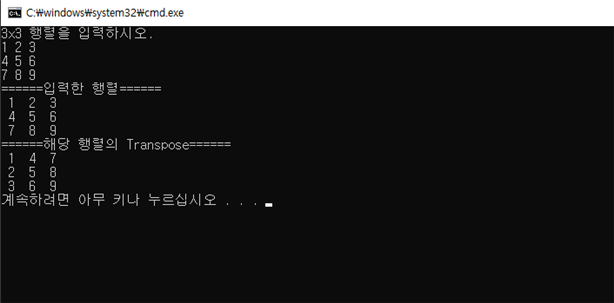 C:\windows\system32\cmd.exe
3x3 행렬을 입력하시오.
1 2 3
4 5 6
7 8 9
======입력한 행렬======
1 2 3
4 5 6
7 8 9
======해당 행렬의 Transpose======
1 4 7
2 5 8
3 6 9
계속하려면 아무 키나 누르십시오 . . .